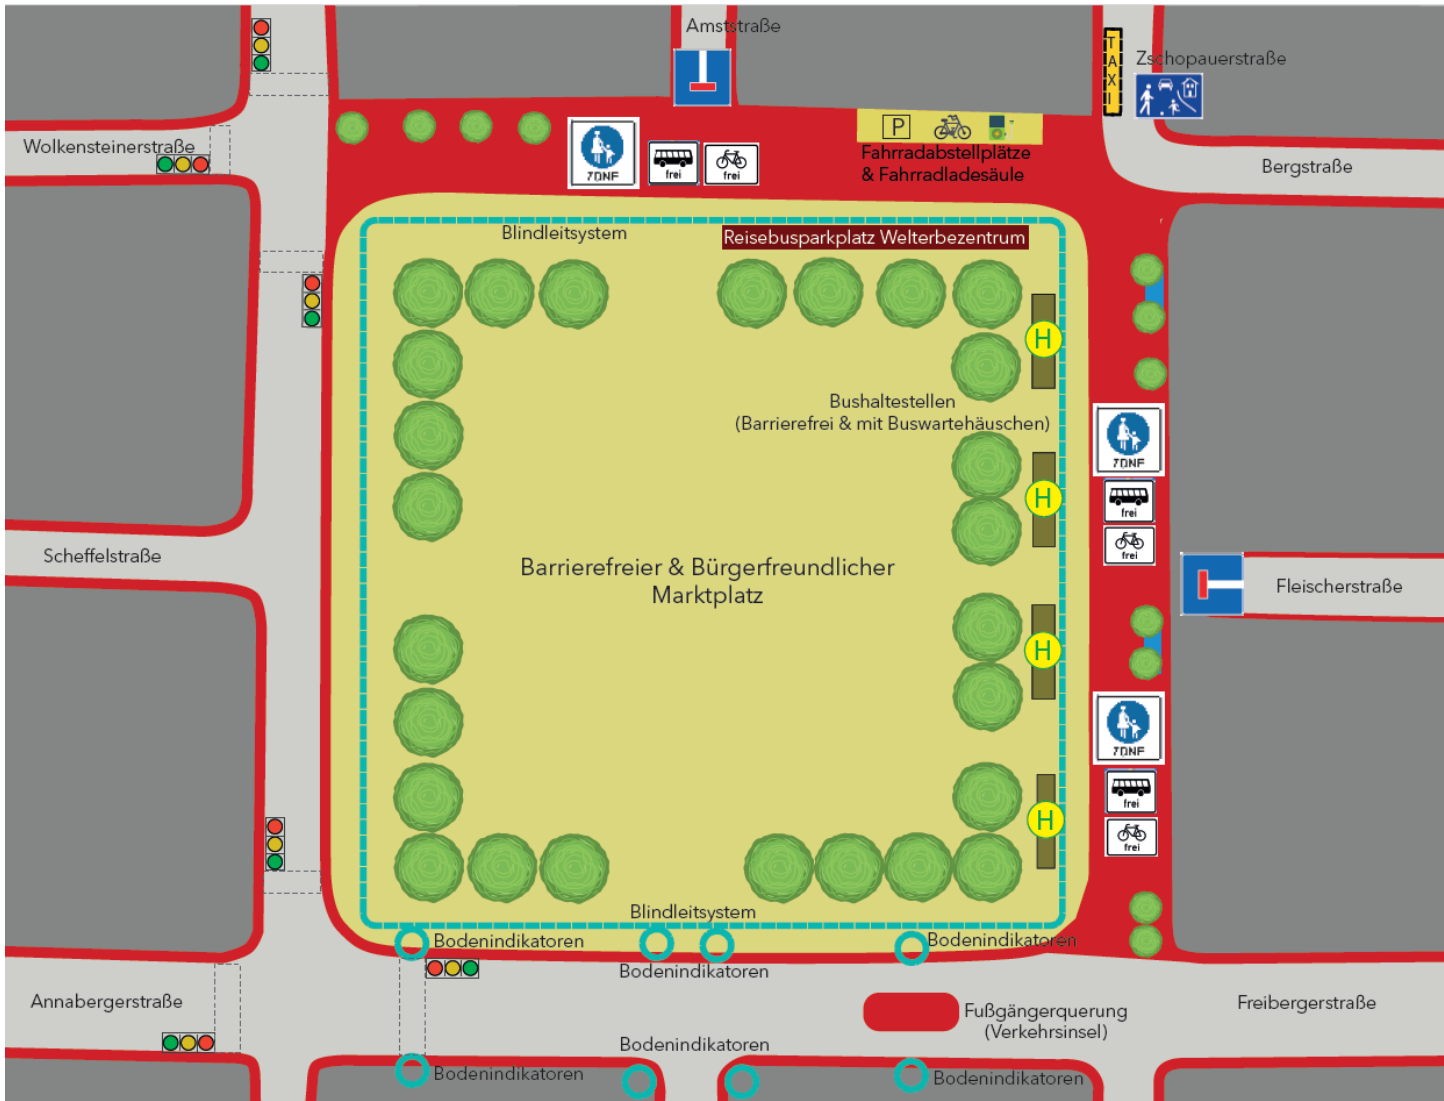 Amststraße
TAXI
Zschopauerstraße
Wolkensteinerstraße
ZONE
frei
frei
P
Fahrradabstellplätze
& Fahrradladesäule
Bergstraße
Blindleitsystem
Reisebusparkplatz Welterbezentrum
H
Bushaltestellen
(Barrierefrei & mit Buswartehäuschen)
ZONE
frei
frei
H
Scheffelstraße
Barrierefreier & Bürgerfreundlicher
Marktplatz
Fleischerstraße
H
ZONE
frei
frei
H
Blindleitsystem
Bodenindikatoren
Bodenindikatoren
Bodenindikatoren
Annabergerstraße
Fußgängerquerung
(Verkehrsinsel)
Freibergerstraße
Bodenindikatoren
Bodenindikatoren
Bodenindikatoren